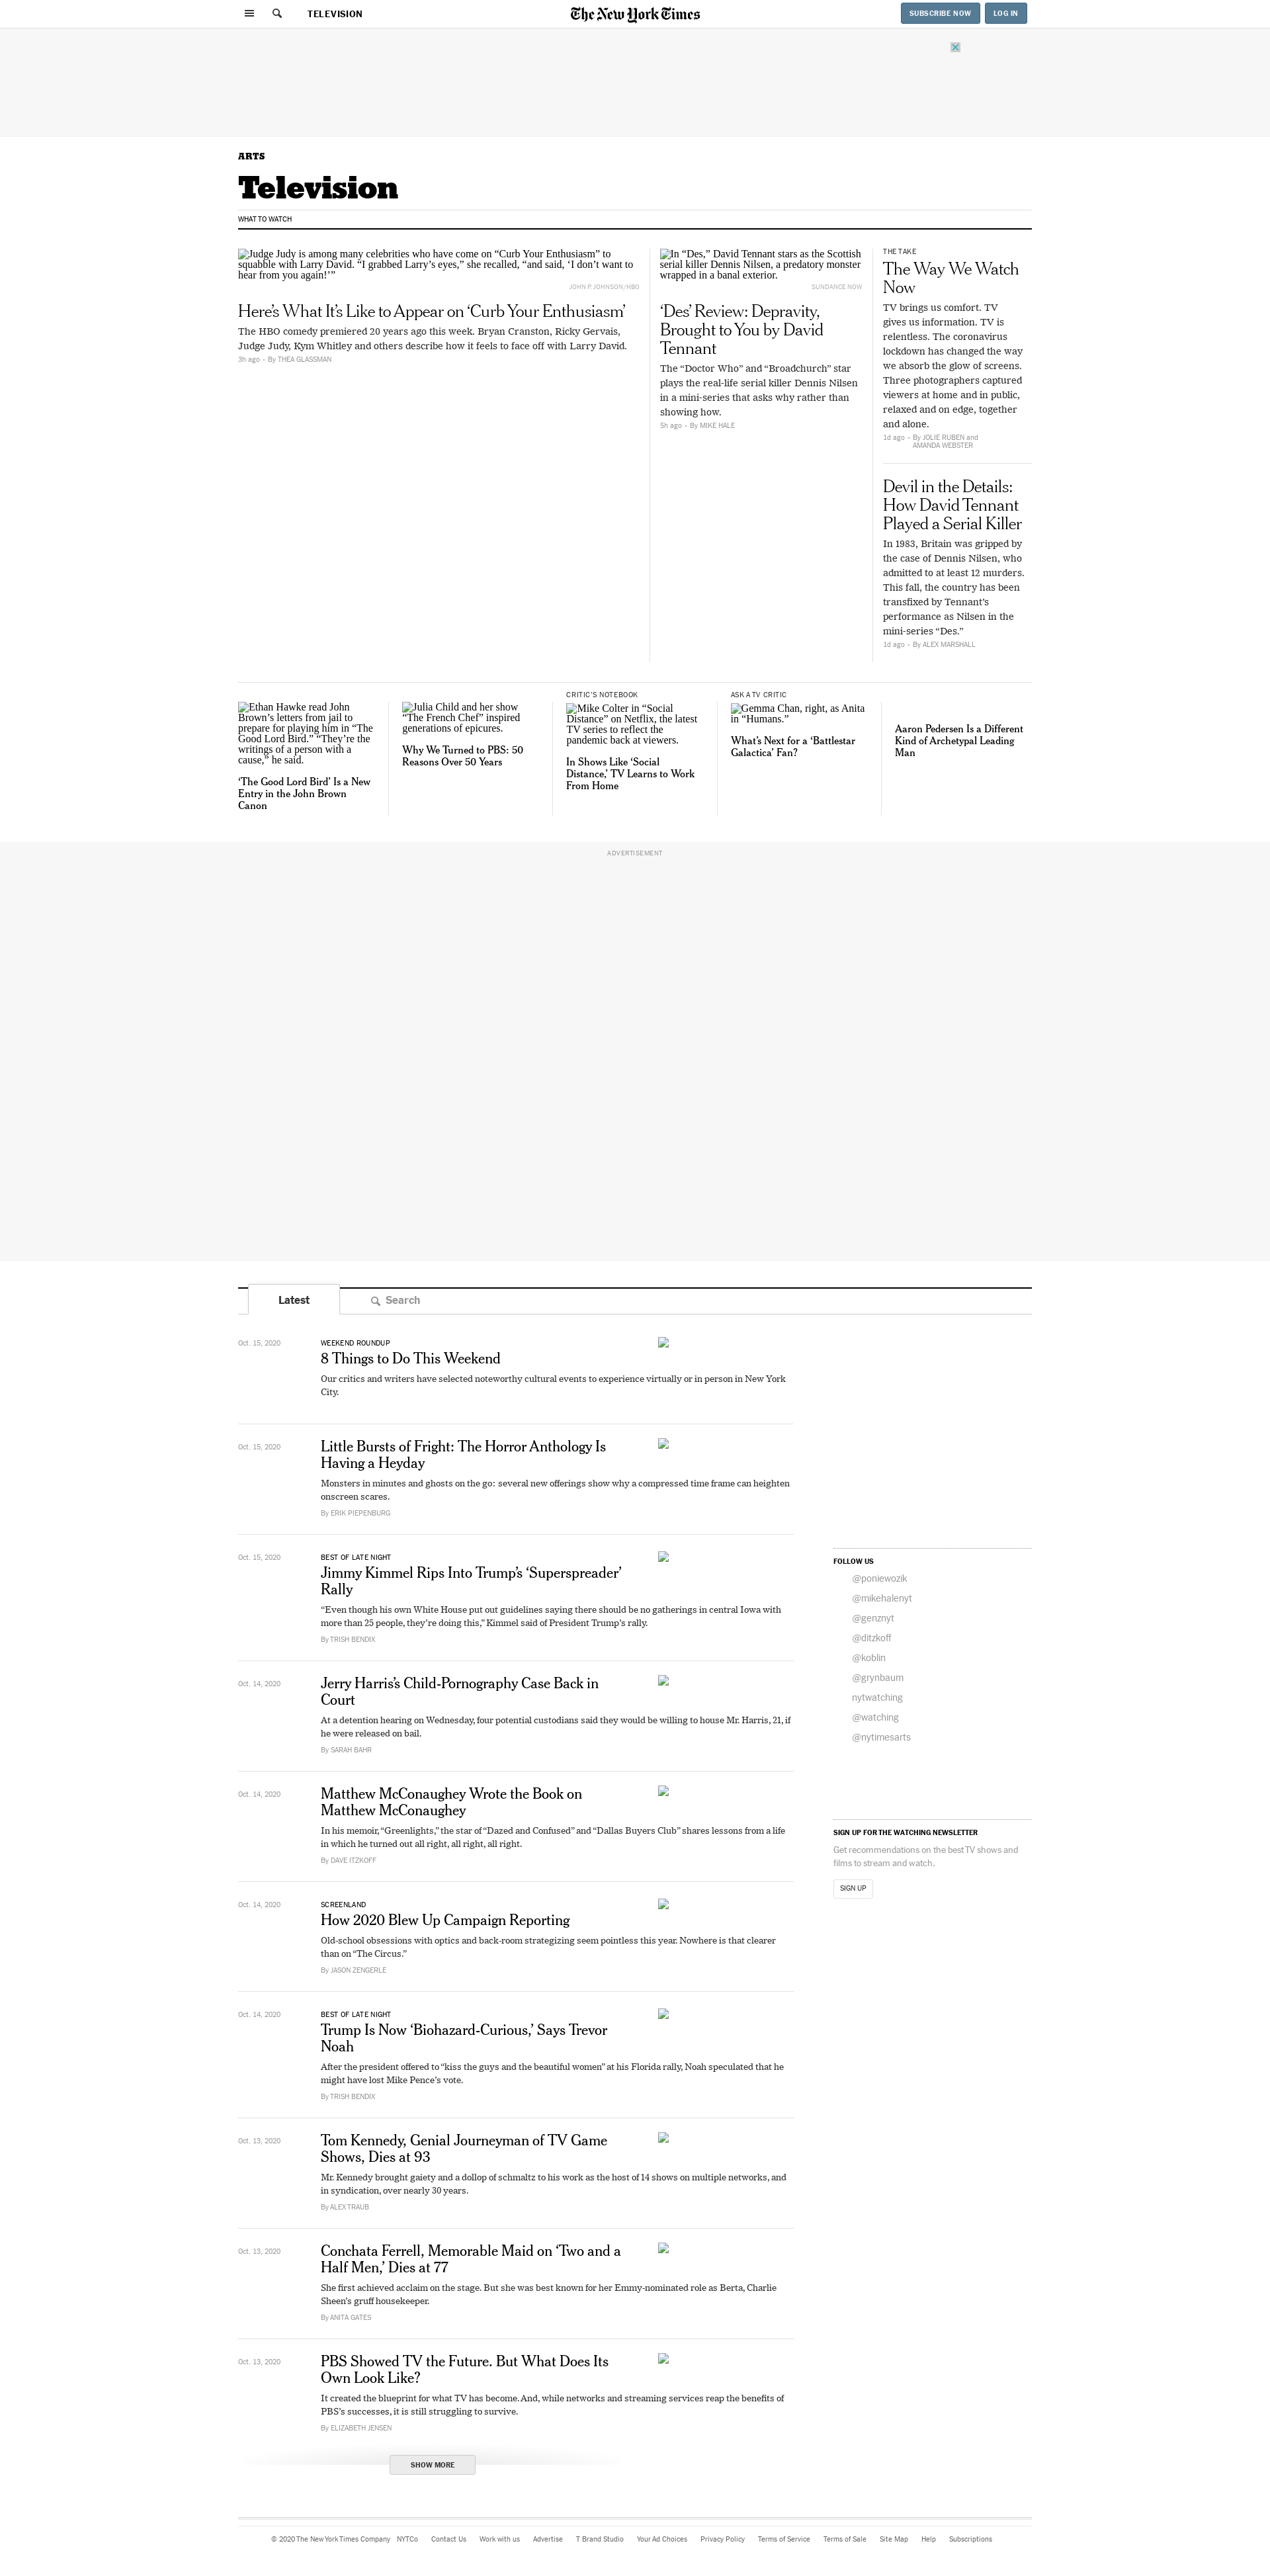 TELEVISION
The New York Times
SUBSCRIBE NOW
LOG IN
ARTS
Television
WHAT TO WATCH
Judge Judy is among many celebrities who have come on “Curb Your Enthusiasm” to
squabble with Larry David. “I grabbed Larry’s eyes,” she recalled, “and said, ‘I don’t want to
hear from you again!’”
JOHN P. JOHNSON/HBO
Here’s What It’s Like to Appear on ‘Curb Your Enthusiasm’
The HBO comedy premiered 20 years ago this week. Bryan Cranston, Ricky Gervais,
Judge Judy, Kym Whitley and others describe how it feels to face off with Larry David.
3h ago - By THEA GLASSMAN
In “Des,” David Tennant stars as the Scottish
serial killer Dennis Nilsen, a predatory monster
wrapped in a banal exterior.
SUNDANCE NOW
‘Des’ Review: Depravity,
Brought to You by David
Tennant
The “Doctor Who” and “Broadchurch” star
plays the real-life serial killer Dennis Nilsen
in a mini-series that asks why rather than
showing how.
5h ago - By MIKE HALE
THE TAKE
The Way We Watch
Now
TV brings us comfort. TV
gives us information. TV is
relentless. The coronavirus
lockdown has changed the way
we absorb the glow of screens.
Three photographers captured
viewers at home and in public,
relaxed and on edge, together
and alone.
1d ago - By JOLIE RUBEN and
AMANDA WEBSTER
Devil in the Details:
How David Tennant
Played a Serial Killer
In 1983, Britain was gripped by
the case of Dennis Nilsen, who
admitted to at least 12 murders.
This fall, the country has been
transfixed by Tennant’s
performance as Nilsen in the
mini-series “Des.”
1d ago - By ALEX MARSHALL
Ethan Hawke read John
Brown’s letters from jail to
prepare for playing him in “The
Good Lord Bird.” “They’re the
writings of a person with a
cause,” he said.
‘The Good Lord Bird’ Is a New
Entry in the John Brown
Canon
Julia Child and her show
“The French Chef” inspired
generations of epicures.
Why We Turned to PBS: 50
Reasons Over 50 Years
CRITIC’S NOTEBOOK
Mike Colter in “Social
Distance” on Netflix, the latest
TV series to reflect the
pandemic back at viewers.
In Shows Like ‘Social
Distance,’ TV Learns to Work
From Home
ASK A TV CRITIC
Gemma Chan, right, as Anita
in “Humans.”
What’s Next for a ‘Battlestar
Galactica’ Fan?
Aaron Pedersen Is a Different
Kind of Archetypal Leading
Man
ADVERTISEMENT
Latest
Search
Oct. 15, 2020
WEEKEND ROUNDUP
8 Things to Do This Weekend
Our critics and writers have selected noteworthy cultural events to experience virtually or in person in New York
City.
Oct. 15, 2020
Little Bursts of Fright: The Horror Anthology Is
Having a Heyday
Monsters in minutes and ghosts on the go: several new offerings show why a compressed time frame can heighten
onscreen scares.
By ERIK PIEPENBURG
Oct. 15, 2020
BEST OF LATE NIGHT
Jimmy Kimmel Rips Into Trump’s ‘Superspreader’
Rally
“Even though his own White House put out guidelines saying there should be no gatherings in central Iowa with
more than 25 people, they’re doing this,” Kimmel said of President Trump’s rally.
By TRISH BENDIX
Oct. 14, 2020
Jerry Harris’s Child-Pornography Case Back in
Court
At a detention hearing on Wednesday, four potential custodians said they would be willing to house Mr. Harris, 21, if
he were released on bail.
By SARAH BAHR
Oct. 14, 2020
Matthew McConaughey Wrote the Book on
Matthew McConaughey
In his memoir, “Greenlights,” the star of “Dazed and Confused” and “Dallas Buyers Club” shares lessons from a life
in which he turned out all right, all right, all right.
By DAVE ITZKOFF
Oct. 14, 2020
SCREENLAND
How 2020 Blew Up Campaign Reporting
Old-school obsessions with optics and back-room strategizing seem pointless this year. Nowhere is that clearer
than on “The Circus.”
By JASON ZENGERLE
Oct. 14, 2020
BEST OF LATE NIGHT
Trump Is Now ‘Biohazard-Curious,’ Says Trevor
Noah
After the president offered to “kiss the guys and the beautiful women” at his Florida rally, Noah speculated that he
might have lost Mike Pence’s vote.
By TRISH BENDIX
Oct. 13, 2020
Tom Kennedy, Genial Journeyman of TV Game
Shows, Dies at 93
Mr. Kennedy brought gaiety and a dollop of schmaltz to his work as the host of 14 shows on multiple networks, and
in syndication, over nearly 30 years.
By ALEX TRAUB
Oct. 13, 2020
Conchata Ferrell, Memorable Maid on ‘Two and a
Half Men,’ Dies at 77
She first achieved acclaim on the stage. But she was best known for her Emmy-nominated role as Berta, Charlie
Sheen’s gruff housekeeper.
By ANITA GATES
Oct. 13, 2020
PBS Showed TV the Future. But What Does Its
Own Look Like?
It created the blueprint for what TV has become. And, while networks and streaming services reap the benefits of
PBS’s successes, it is still struggling to survive.
By ELIZABETH JENSEN
SHOW MORE
FOLLOW US
@poniewozik
@mikehalenyt
@genznyt
@ditzkoff
@koblin
@grynbaum
nytwatching
@watching
@nytimesarts
SIGN UP FOR THE WATCHING NEWSLETTER
Get recommendations on the best TV shows and
films to stream and watch.
SIGN UP
© 2020 The New York Times Company NYTCo Contact Us Work with us Advertise T Brand Studio Your Ad Choices Privacy Policy Terms of Service Terms of Sale Site Map Help Subscriptions